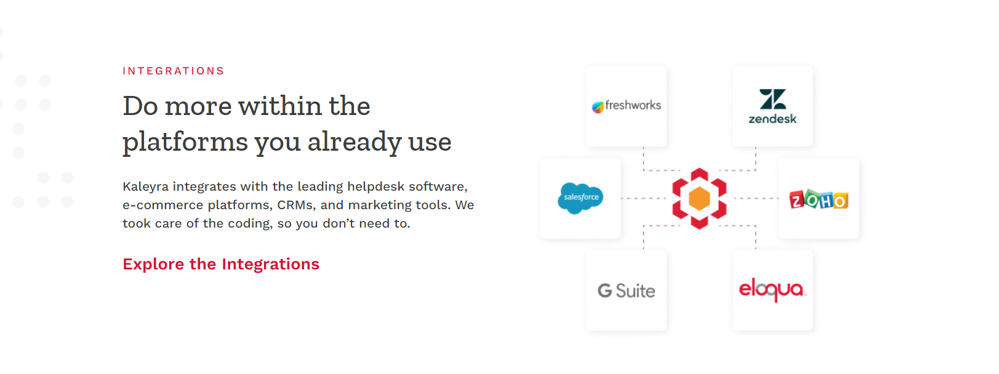 INTEGRATIONS
Do more within the
platforms you already use
Kaleyra integrates with the leading helpdesk software,
e-commerce platforms, CRMs, and marketing tools. We
took care of the coding, so you don’t need to.
Explore the Integrations
freshworks
zendesk
salesforce
ZOHO
G Suite
eloqua